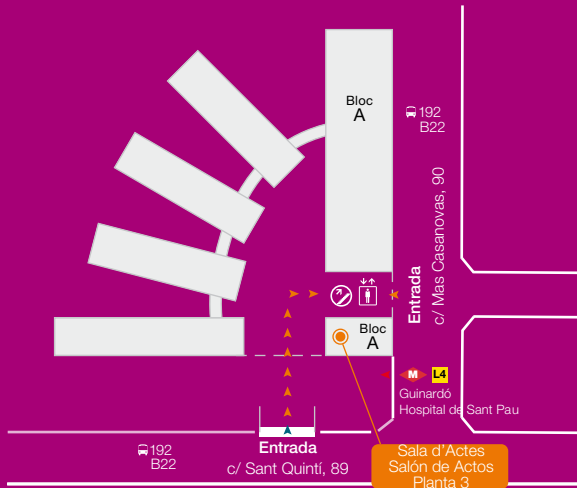 Bloc
A
192
B22
Entrada
c/ Mas Casanovas, 90
Bloc
A
M L4
Guinardó
Hospital de Sant Pau
Entrada
c/ Sant Quintí, 89
192
B22
Sala d’Actes
Salón de Actos
Planta 3